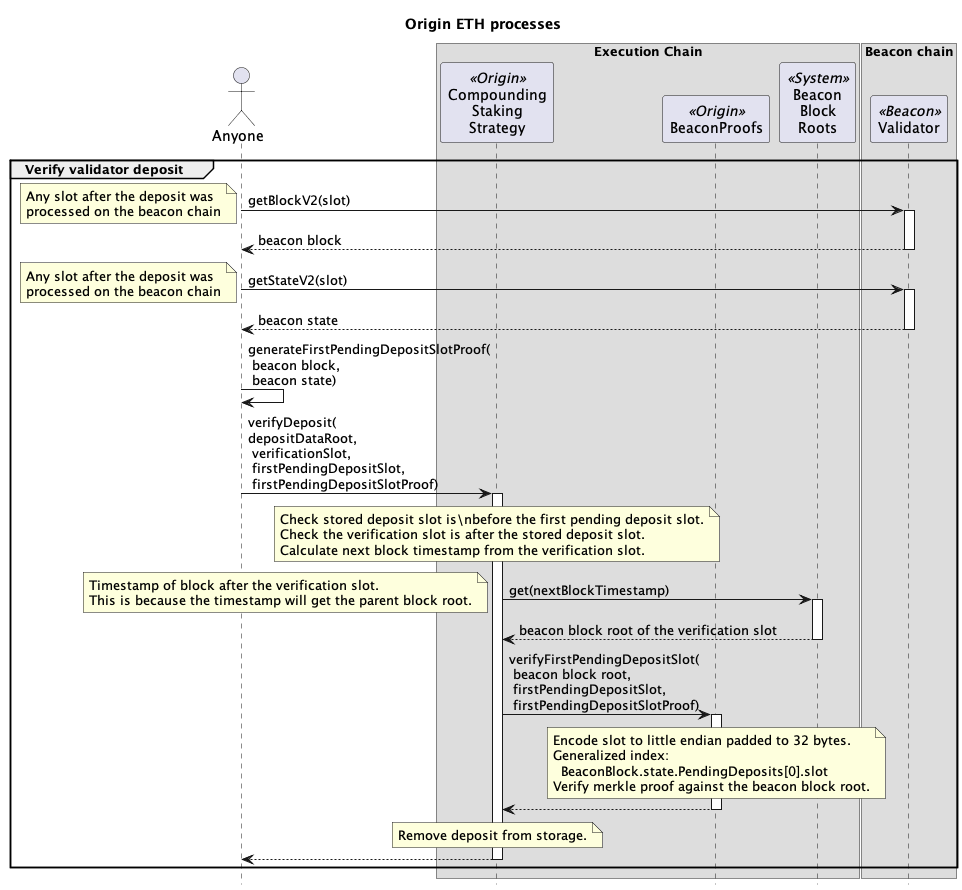 Origin ETH processes
Execution Chain
Beacon chain
«Origin»
Compounding
Staking
Strategy
«Origin»
BeaconProofs
«System»
Beacon
Block
Roots
«Beacon»
Validator
Anyone
Verify validator deposit
Any slot after the deposit was
processed on the beacon chain
getBlockV2(slot)
beacon block
Any slot after the deposit was
processed on the beacon chain
getStateV2(slot)
beacon state
generateFirstPendingDepositSlotProof(
beacon block,
beacon state)
verifyDeposit(
depositDataRoot,
verificationSlot,
firstPendingDepositSlot,
firstPendingDepositSlotProof)
Check stored deposit slot is\nbefore the first pending deposit slot.
Check the verification slot is after the stored deposit slot.
Calculate next block timestamp from the verification slot.
Timestamp of block after the verification slot.
This is because the timestamp will get the parent block root.
get(nextBlockTimestamp)
beacon block root of the verification slot
verifyFirstPendingDepositSlot(
beacon block root,
firstPendingDepositSlot,
firstPendingDepositSlotProof)
Encode slot to little endian padded to 32 bytes.
Generalized index:
BeaconBlock.state.PendingDeposits[0].slot
Verify merkle proof against the beacon block root.
Remove deposit from storage.